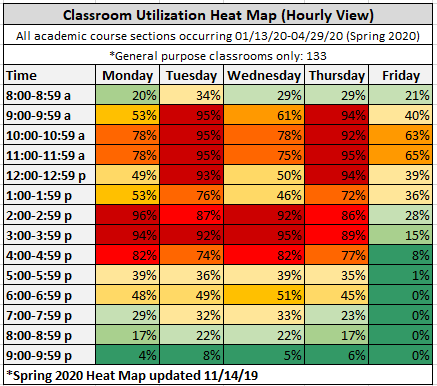 Classroom Utilization Heat Map (Hourly View)
All academic course sections occurring 01/13/20-04/29/20 (Spring 2020)
*General purpose classrooms only: 133
Time Monday Tuesday Wednesday Thursday Friday
8:00-8:59 a 20% 34% 29% 29% 21%
9:00-9:59 a 53% 95% 61% 94% 40%
10:00-10:59 a 78% 95% 78% 92% 63%
11:00-11:59 a 78% 95% 75% 95% 65%
12:00-12:59 p 49% 93% 50% 94% 39%
1:00-1:59 p 53% 76% 46% 72% 36%
2:00-2:59 p 96% 87% 92% 86% 28%
3:00-3:59 p 94% 92% 95% 89% 15%
4:00-4:59 p 82% 74% 82% 77% 8%
5:00-5:59 p 39% 36% 39% 35% 1%
6:00-6:59 p 48% 49% 51% 45% 0%
7:00-7:59 p 29% 32% 33% 23% 0%
8:00-8:59 p 17% 22% 22% 17% 0%
9:00-9:59 p 4% 8% 5% 6% 0%
*Spring 2020 Heat Map updated 11/14/19